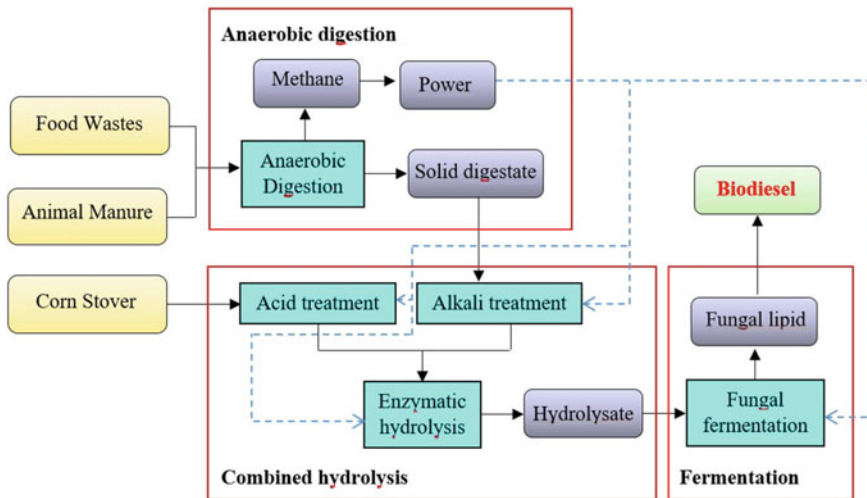 Anaerobic digestion
Methane
Power
Food Wastes
Anaerobic
Digestion
Solid digestate
Animal Manure
Biodiesel
Corn Stover
Acid treatment
Alkali treatment
Fungal lipid
Enzymatic
hydrolysis
Hydrolysate
Fungal
fermentation
Combined hydrolysis
Fermentation